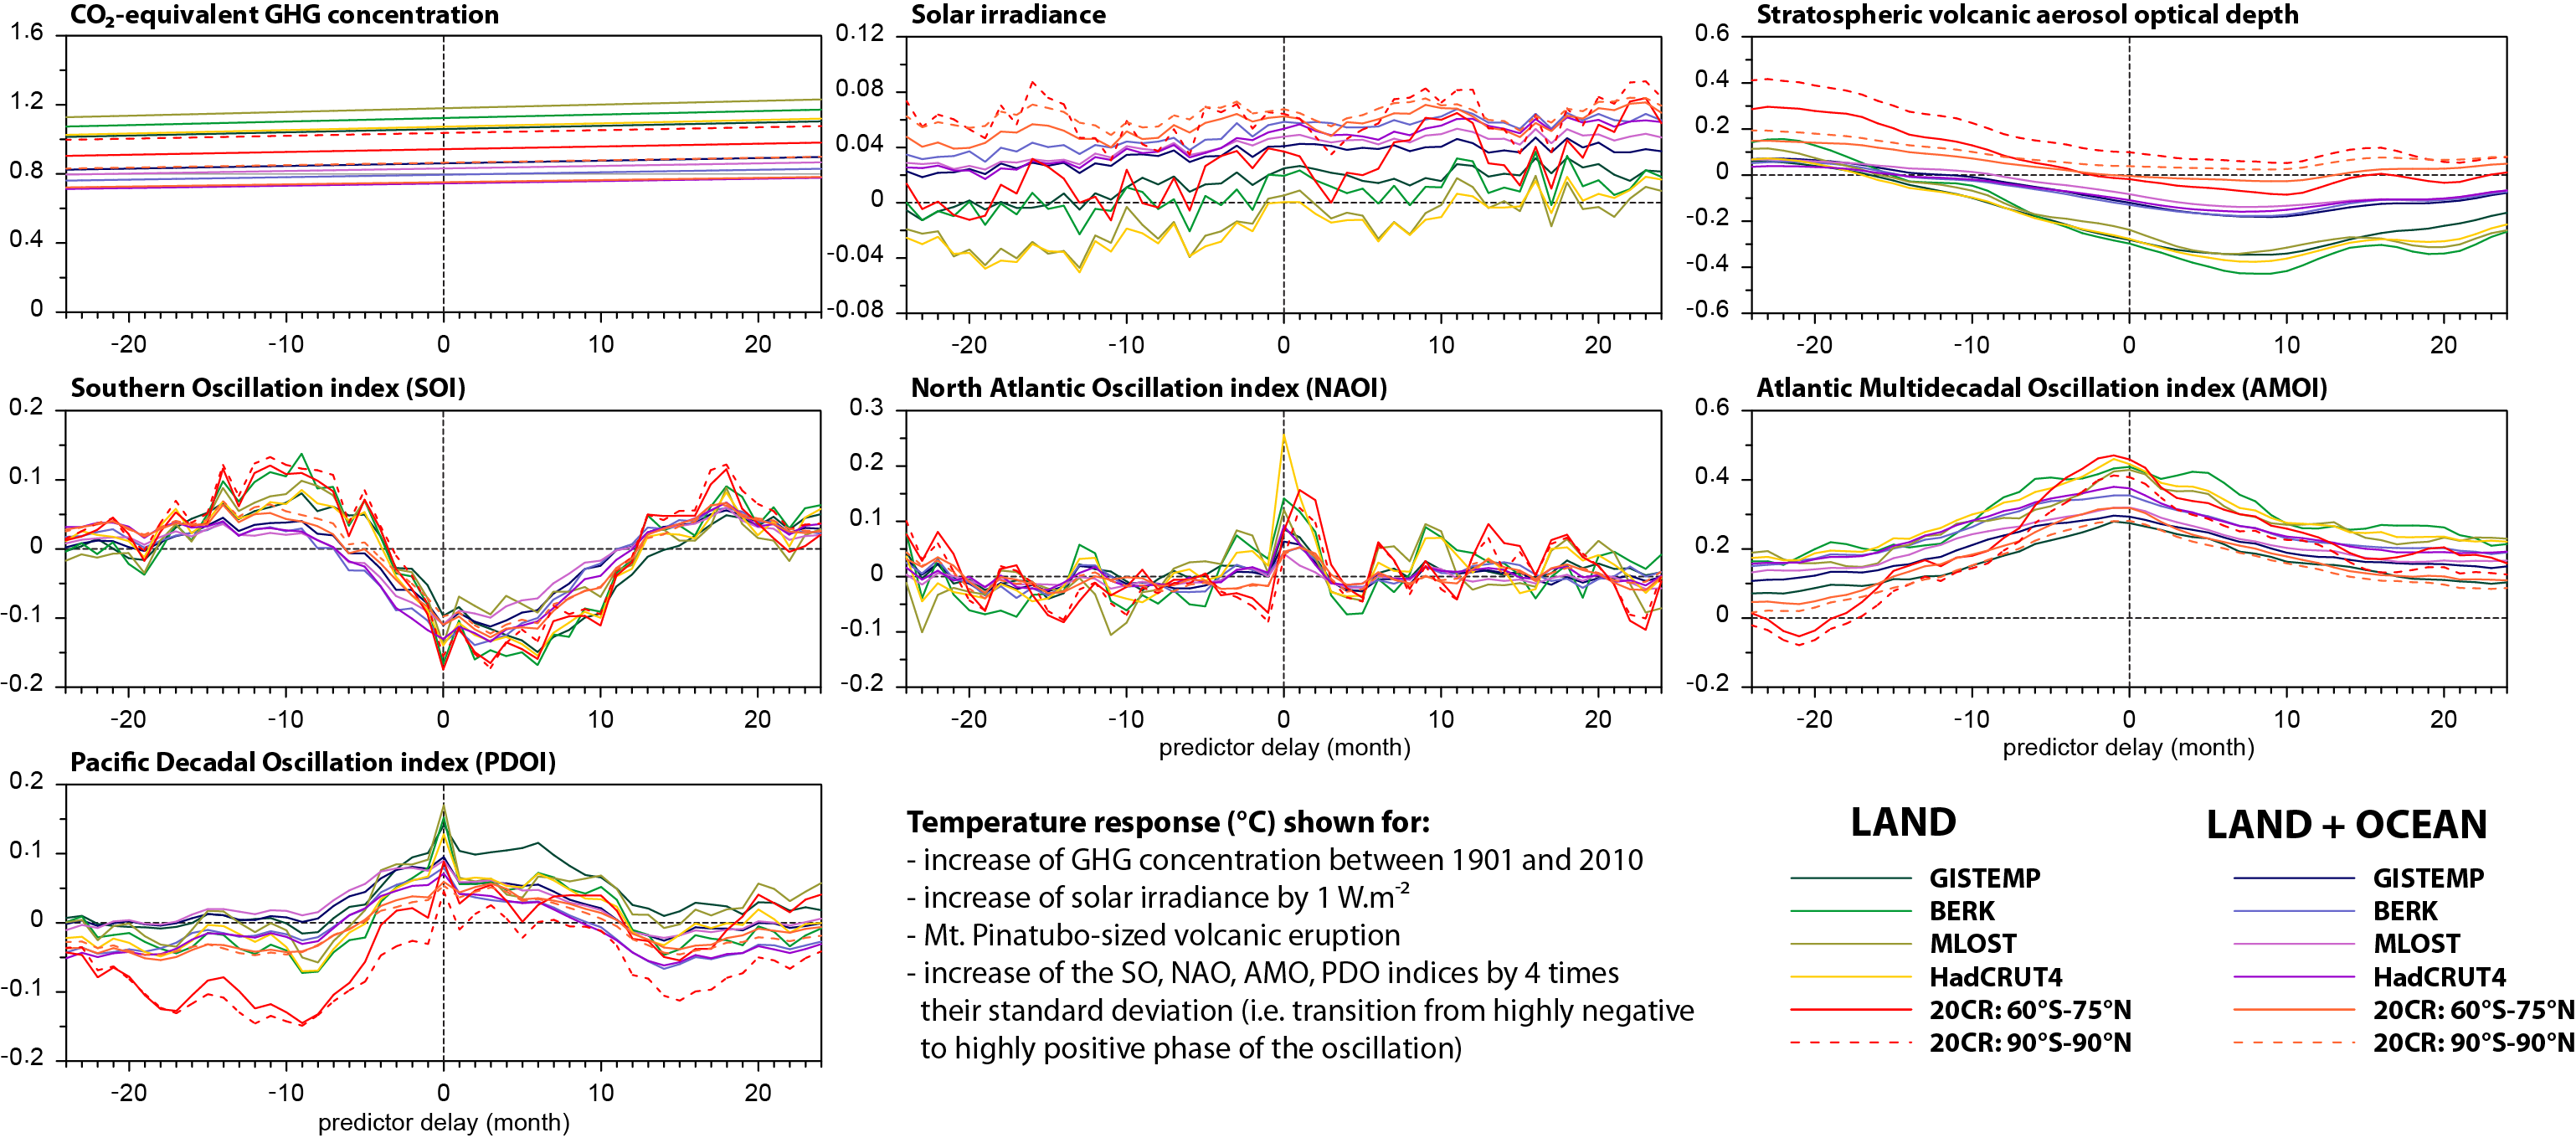 CO₂-equivalent GHG concentration
1.6
1.2
0.8
0.4
0
-20 -10 0 10 20
Solar irradiance
0.12
0.08
0.04
0
-0.04
-0.08
-20 -10 0 10 20
Stratospheric volcanic aerosol optical depth
0.6
0.4
0.2
0
-0.2
-0.4
-0.6
-20 -10 0 10 20
Southern Oscillation index (SOI)
0.2
0.1
0
-0.1
-0.2
-20 -10 0 10 20
North Atlantic Oscillation index (NAOI)
0.3
0.2
0.1
0
-0.1
-0.2
-20 -10 0 10 20
predictor delay (month)
Atlantic Multidecadal Oscillation index (AMOI)
0.6
0.4
0.2
0
-0.2
-20 -10 0 10 20
predictor delay (month)
Pacific Decadal Oscillation index (PDOI)
0.2
0.1
0
-0.1
-0.2
-20 -10 0 10 20
predictor delay (month)
Temperature response (°C) shown for:
- increase of GHG concentration between 1901 and 2010
- increase of solar irradiance by 1 W.m⁻²
- Mt. Pinatubo-sized volcanic eruption
- increase of the SO, NAO, AMO, PDO indices by 4 times
their standard deviation (i.e. transition from highly negative
to highly positive phase of the oscillation)
LAND
GISTEMP
BERK
MLOST
HadCRUT4
20CR: 60°S-75°N
20CR: 90°S-90°N
LAND + OCEAN
GISTEMP
BERK
MLOST
HadCRUT4
20CR: 60°S-75°N
20CR: 90°S-90°N